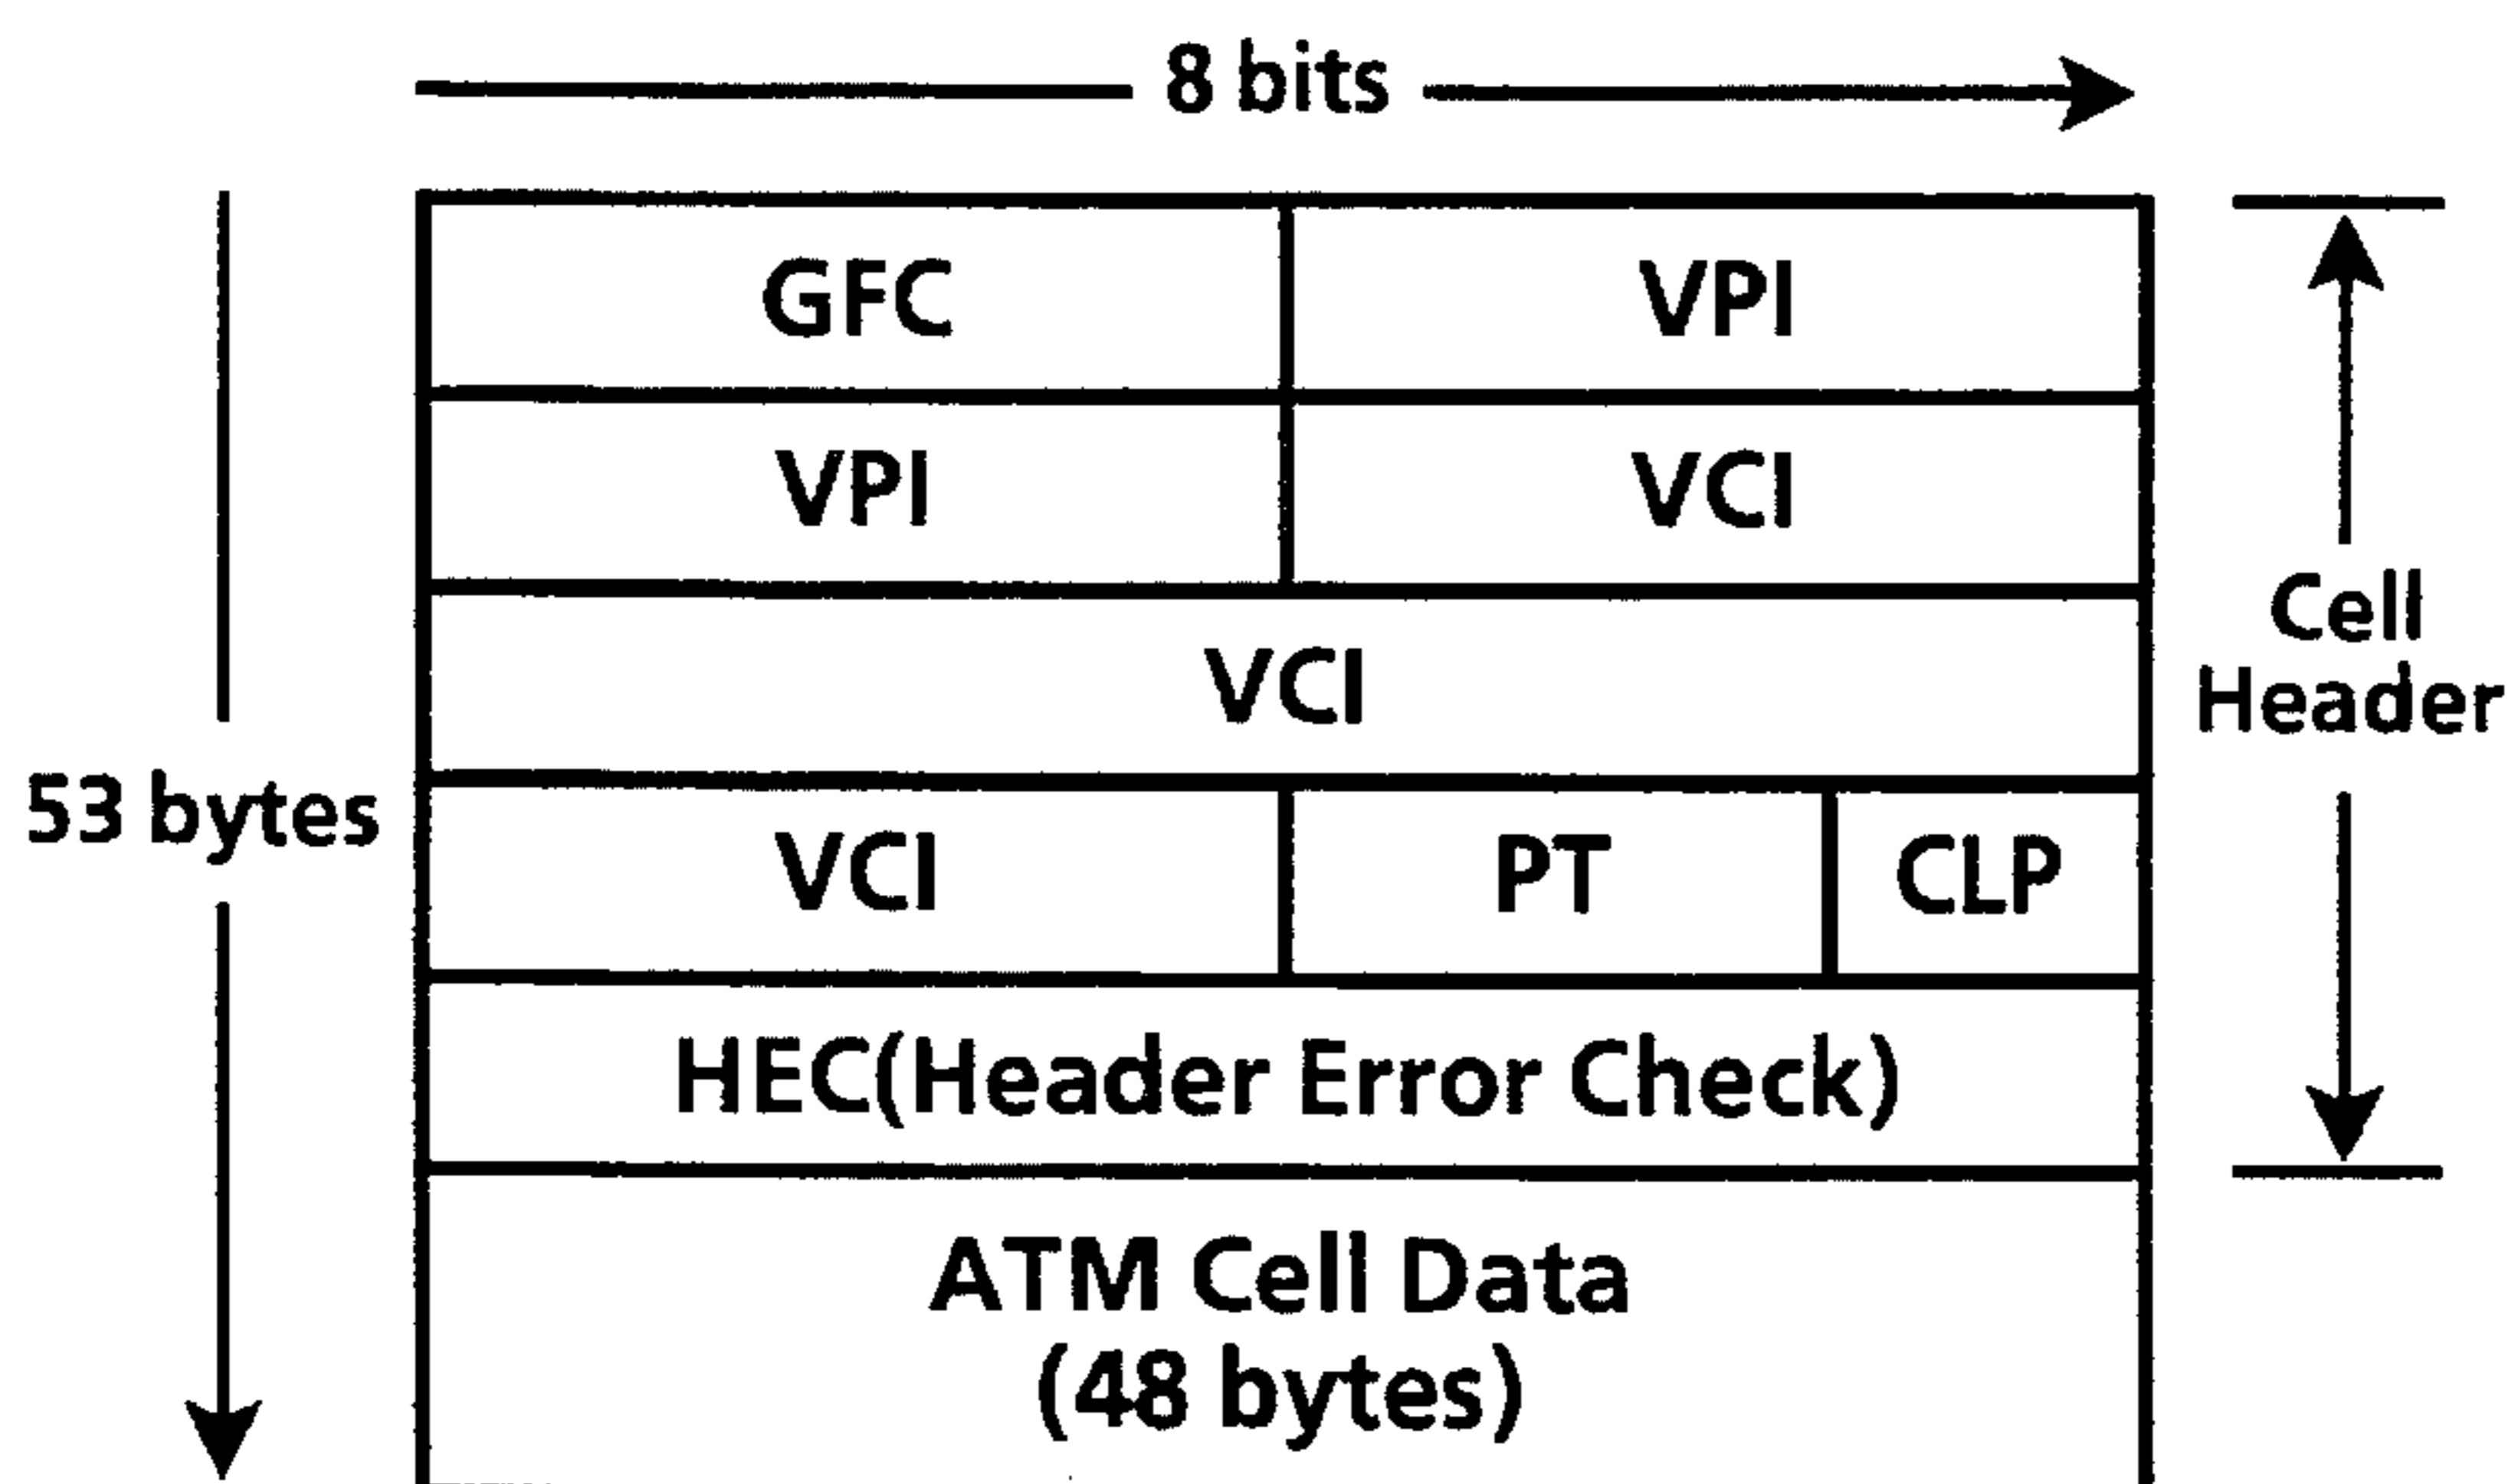 8 bits
GFC VPI
VPI VCI
VCI
Cell
Header
53 bytes
VCI PT CLP
HEC(Header Error Check)
ATM Cell Data
(48 bytes)